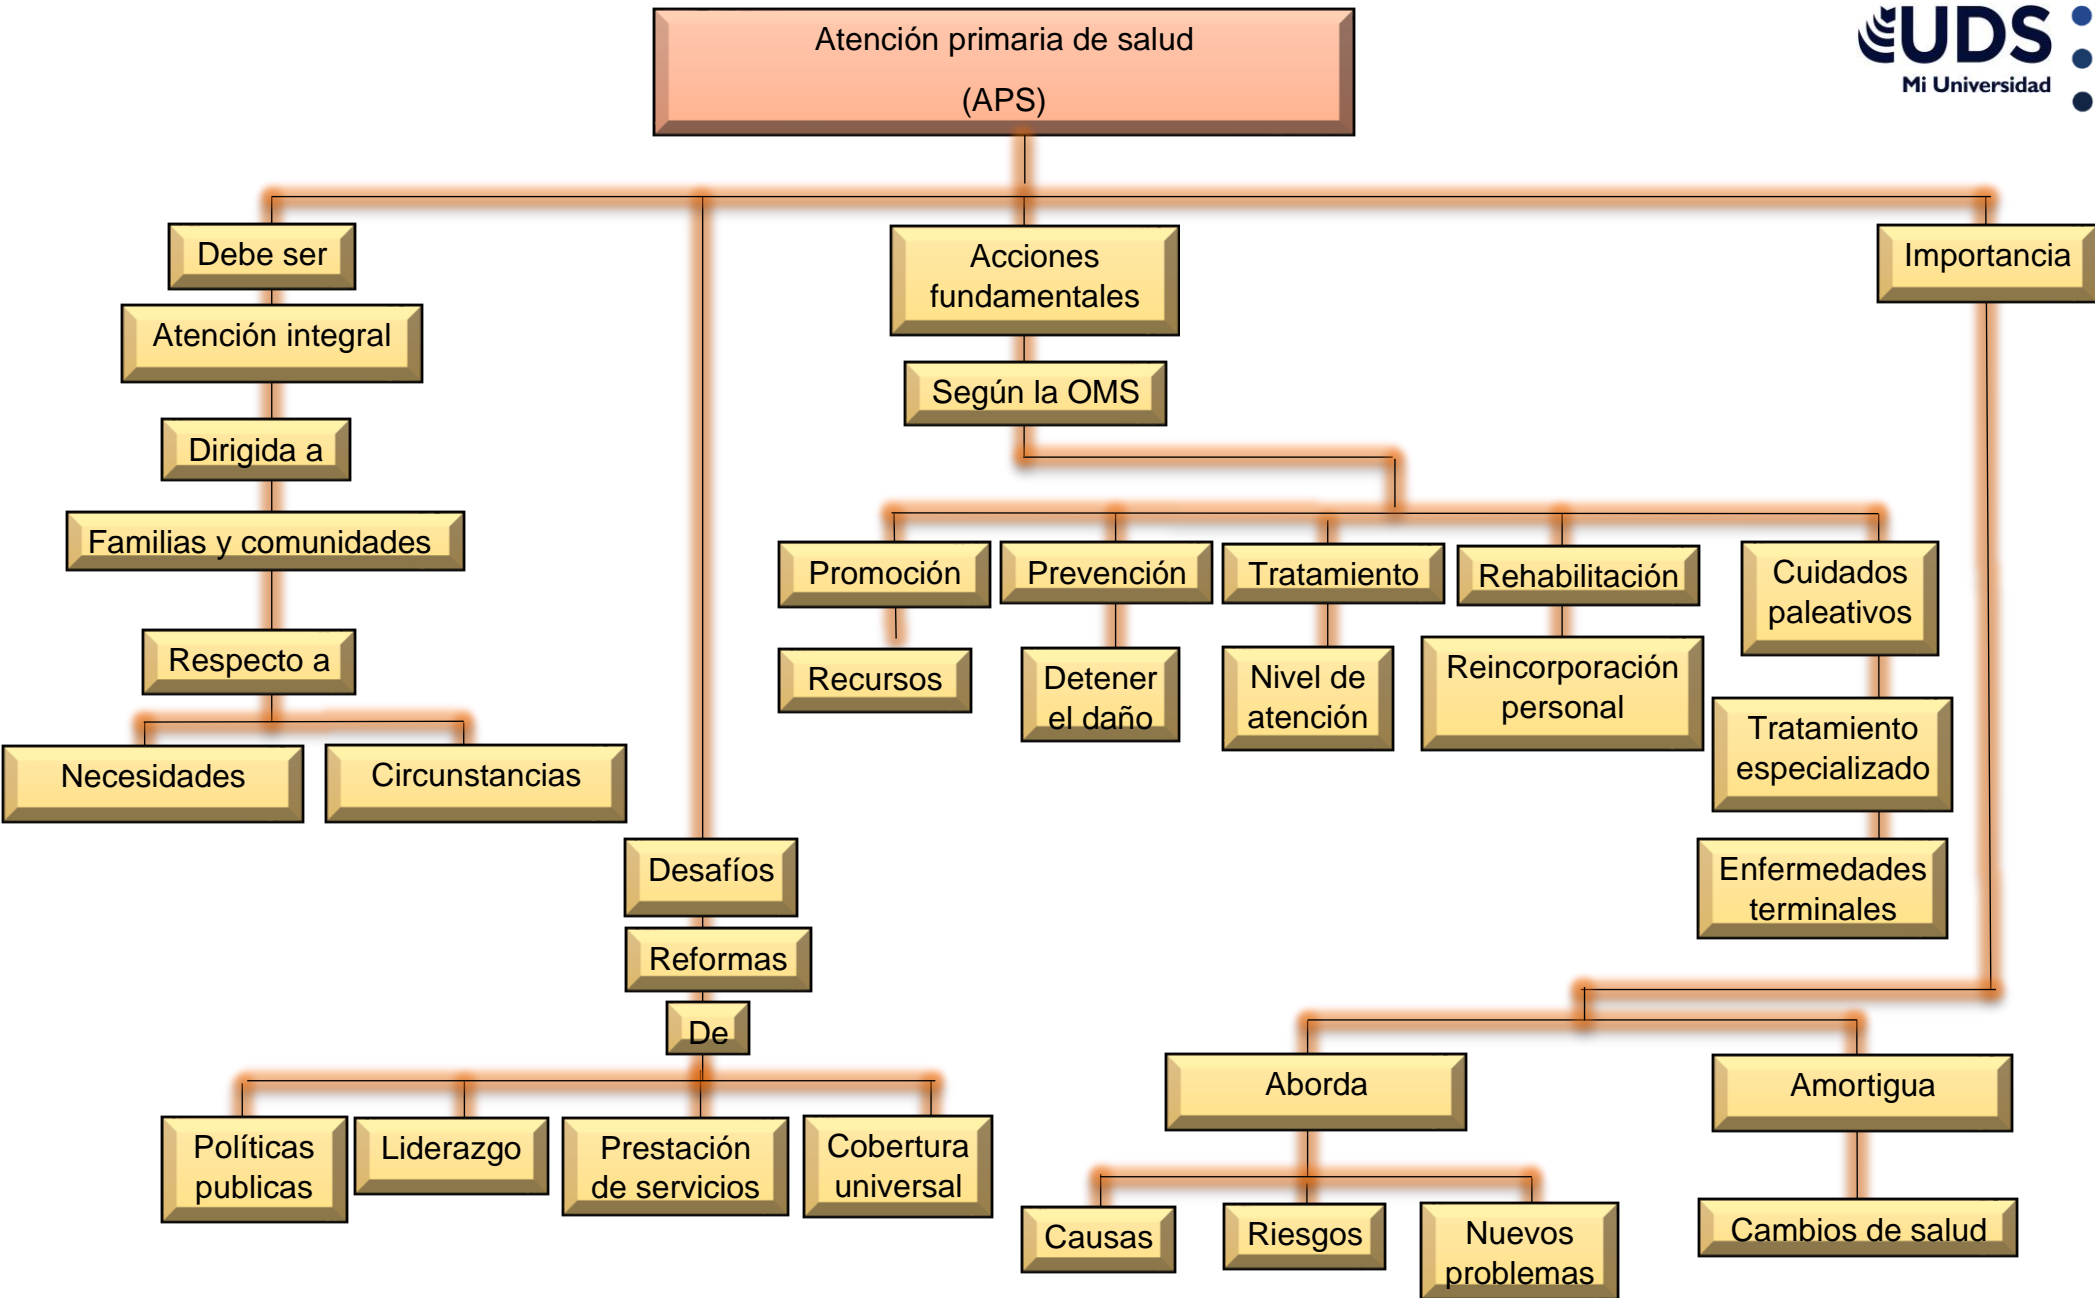 Atención primaria de salud
(APS)
UDS
Mi Universidad
Debe ser
Atención integral
Dirigida a
Familias y comunidades
Respecto a
Necesidades
Circunstancias
Desafíos
Reformas
De
Políticas
publicas
Liderazgo
Prestación
de servicios
Cobertura
universal
Acciones
fundamentales
Según la OMS
Promoción
Recursos
Prevención
Detener
el daño
Tratamiento
Nivel de
atención
Rehabilitación
Reincorporación
personal
Cuidados
paleativos
Tratamiento
especializado
Enfermedades
terminales
Importancia
Aborda
Causas
Riesgos
Nuevos
problemas
Amortigua
Cambios de salud